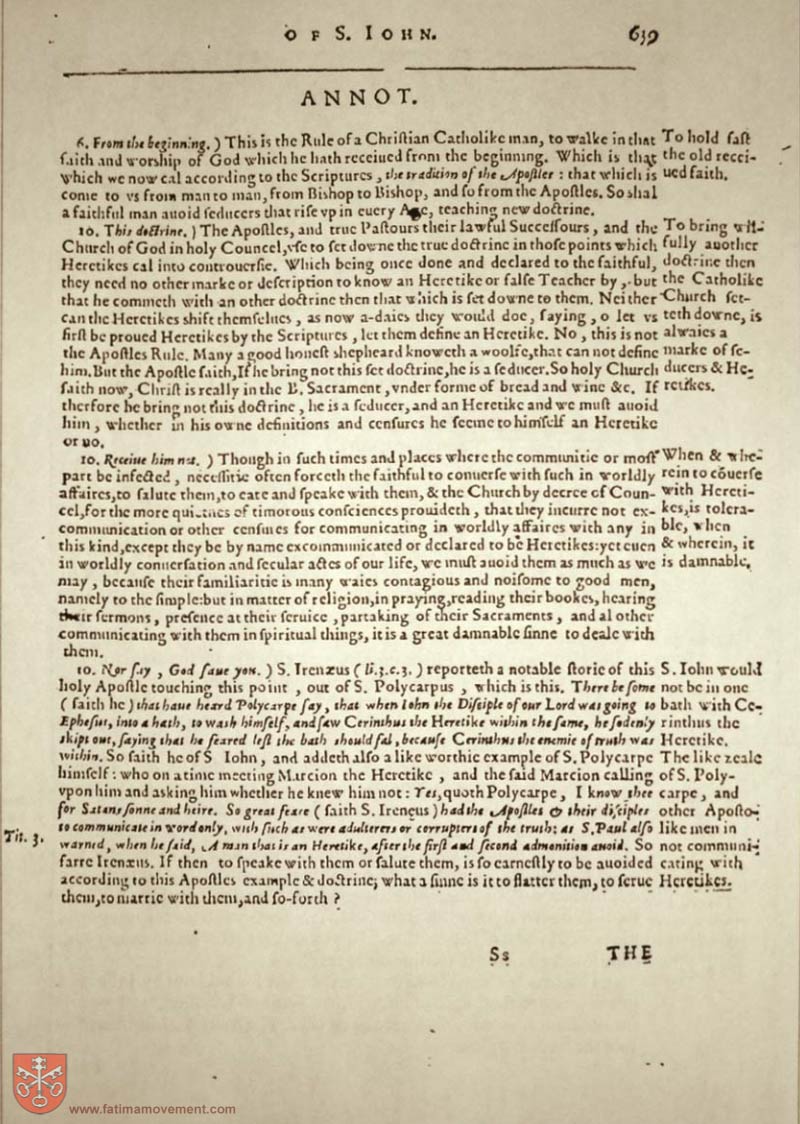 OF S. IOHN. 639
ANNOT.
6. From the beginning. ) This is the Rule of a Chriſtian Catholike man, to walke in that
faith and worship of God which he hath receiued from the beginning. Which is that
which we now cal according to the Scriptures, the tradition of the Apoſtles: that which is
come to vs from man to man, from Bishop to Bishop, and ſo from the Apoſtles. So shal
a faithful man auoid ſeducers that riſe vp in euery Age, teaching new doctrine.
10. This doctrine. ) The Apoſtles, and true Paſtours their lawful Succeſſours, and the
Church of God in holy Councel, vſe to ſet downe the true doctrine in thoſe points which
Heretikes cal into controuerſie. Which being once done and declared to the faithful,
they need no other marke or deſcription to know an Heretike or falſe Teacher by, but
that he commeth with an other doctrine then that which is ſet downe to them. Neither
can the Heretikes shift themſelues, as now a-daies they would doe, ſaying, o let vs
firſt be proued Heretikes by the Scriptures, let them define an Heretike. No, this is not
the Apoſtles Rule. Many a good honeſt shepheard knoweth a woolfe, that can not define
him. But the Apoſtle ſaith, If he bring not this ſet doctrine, he is a ſeducer. So holy Church
ſaith now, Chriſt is really in the B. Sacrament, vnder forme of bread and wine &c. If
therfore he bring not this doctrine, he is a ſeducer, and an Heretike and we muſt auoid
him, whether in his owne definitions and cenſures he ſeeme to himſelf an Heretike
or no.
10. Receiue him not. ) Though in ſuch times and places where the communitie or moſt
part be infected, neceſſitie often forceth the faithful to conuerſe with ſuch in worldly
affaires, to ſalute them, to eate and ſpeake with them, & the Church by decree of Coun-
cel, for the more quietnes of timorous conſciences prouideth, that they incurre not ex-
communication or other cenſures for communicating in worldly affaires with any in
this kind, except they be by name excommunicated or declared to be Heretikes: yet euen
in worldly conuerſation and ſecular actes of our life, we muſt auoid them as much as we
may, becauſe their familiaritie is many waies contagious and noiſome to good men,
namely to the ſimple: but in matter of religion, in praying, reading their bookes, hearing
their ſermons, preſence at their ſeruice, partaking of their Sacraments, and al other
communicating with them in ſpiritual things, it is a great damnable ſinne to deale with
them.
10. Nor ſay, God ſaue you. ) S. Irenæus (li. 3. c. 3. ) reporteth a notable ſtorie of this
holy Apoſtle touching this point, out of S. Polycarpus, which is this. There be ſome
( ſaith he ) that haue heard Polycarpe ſay, that when Iohn the Diſciple of our Lord was going to
Epheſus, into a bath, to wash himſelf, and ſaw Cerinthus the Heretike within the ſame, he ſodenly
skipt out, ſaying that he feared leſt the bath should fal, becauſe Cerinthus the enemie of truth was
within. So ſaith he of S Iohn, and addeth alſo a like worthie example of S. Polycarpe
himſelf: who on a time meeting Marcion the Heretike, and the ſaid Marcion calling
vpon him and asking him whether he knew him not: Yes, quoth Polycarpe, I know thee
for Satans ſonne and heire. So great feare ( ſaith S. Ireneus ) had the Apoſtles & their diſciples
to communicate in word only, with ſuch as were adulterers or corrupters of the truth: as S. Paul alſo
warned, when he ſaid, A man that is an Heretike, after the firſt and ſecond admonition auoid. So
farre Irenæus. If then to ſpeake with them or ſalute them, is ſo earneſtly to be auoided
according to this Apoſtles example & doctrine; what a ſinne is it to flatter them, to ſerue
them, to marrie with them, and ſo-forth ?
To hold faſt
the old recei-
ued faith.
To bring wil-
fully another
doctrine then
the Catholike
Church ſet-
teth downe, is
alwaies a
marke of ſe-
ducers & He-
retikes.
When & whe-
rein to cõuerſe
with Hereti-
kes, is tolera-
ble, when
& wherein, it
is damnable.
S. Iohn would
not be in one
bath with Ce-
rinthus the
Heretike.
The like zeale
of S. Poly-
carpe, and
other Apoſto-
like men in
not communi-
cating with
Heretikes.
Tit. 3.
Ss THE
www.fatimamovement.com